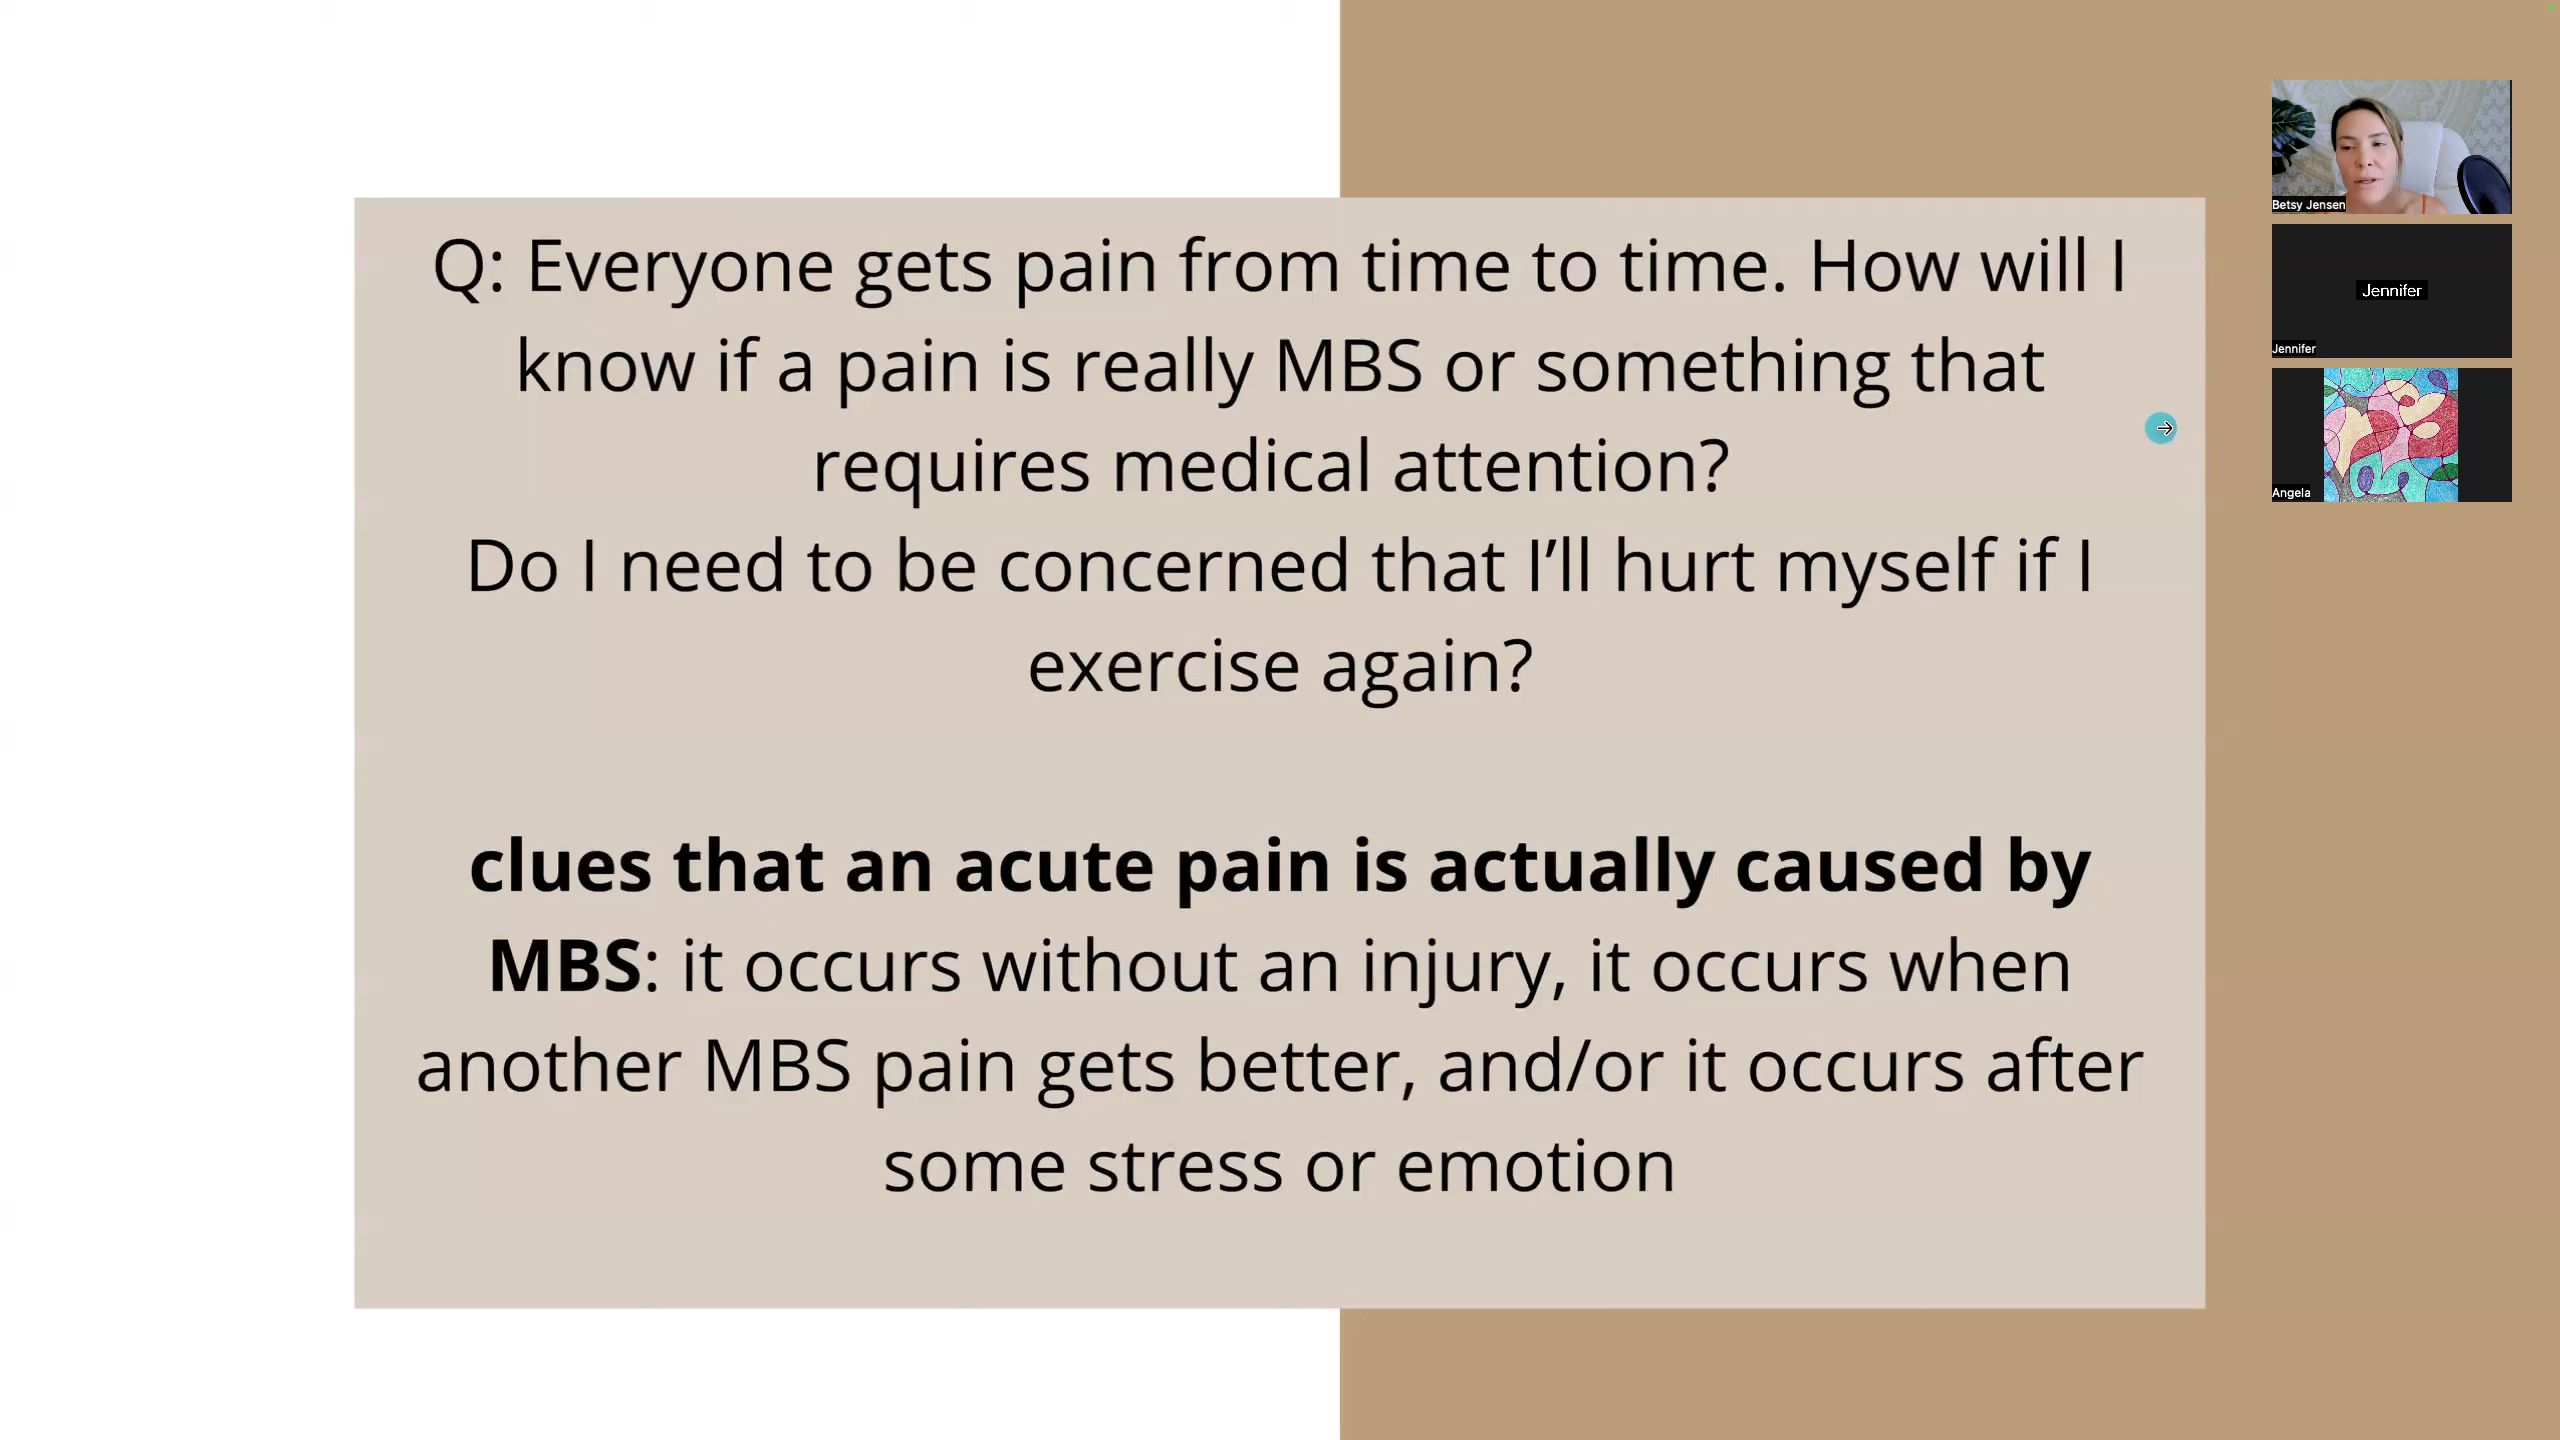 Q: Everyone gets pain from time to time. How will I
know if a pain is really MBS or something that
requires medical attention?
Do I need to be concerned that I’ll hurt myself if I
exercise again?
clues that an acute pain is actually caused by
MBS: it occurs without an injury, it occurs when
another MBS pain gets better, and/or it occurs after
some stress or emotion
Betsy Jensen
Jennifer
Jennifer
Angela